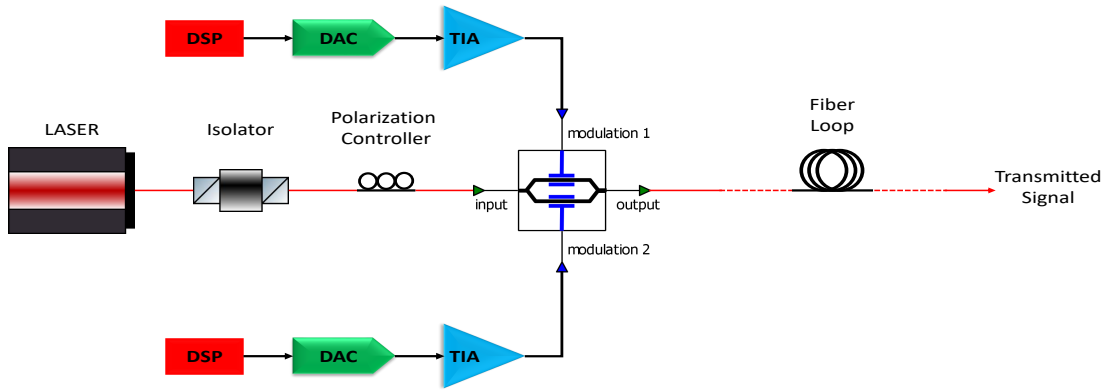 DSP
DAC
TIA
LASER
Isolator
Polarization
Controller
modulation 1
Fiber
Loop
input
output
Transmitted
Signal
modulation 2
DSP
DAC
TIA